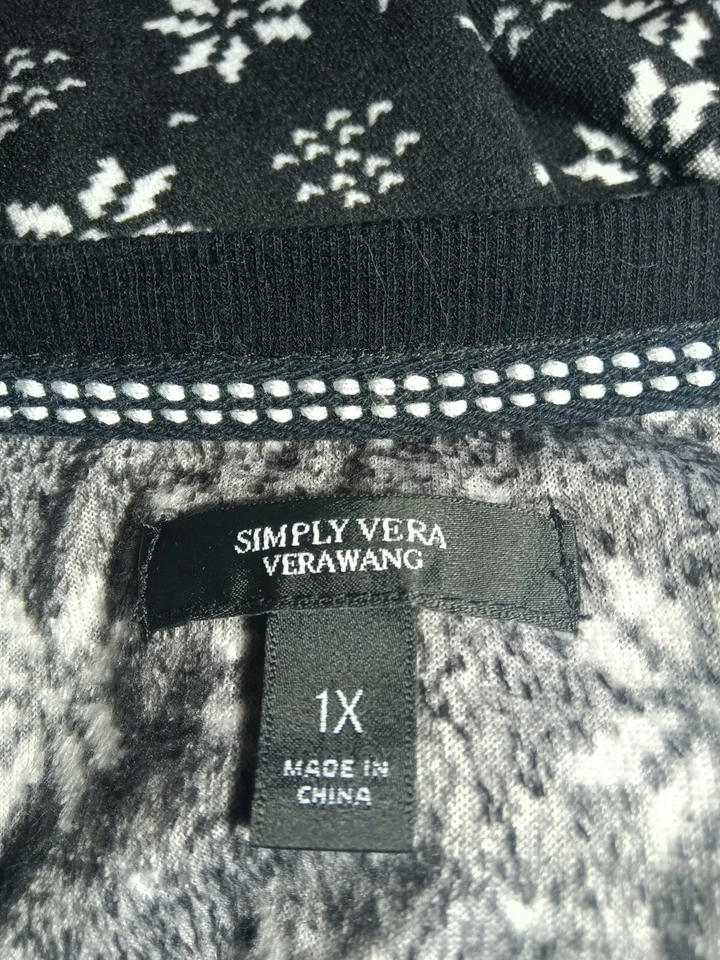 SIMPLY VERA
VERAWANG
1X
MADE IN
CHINA